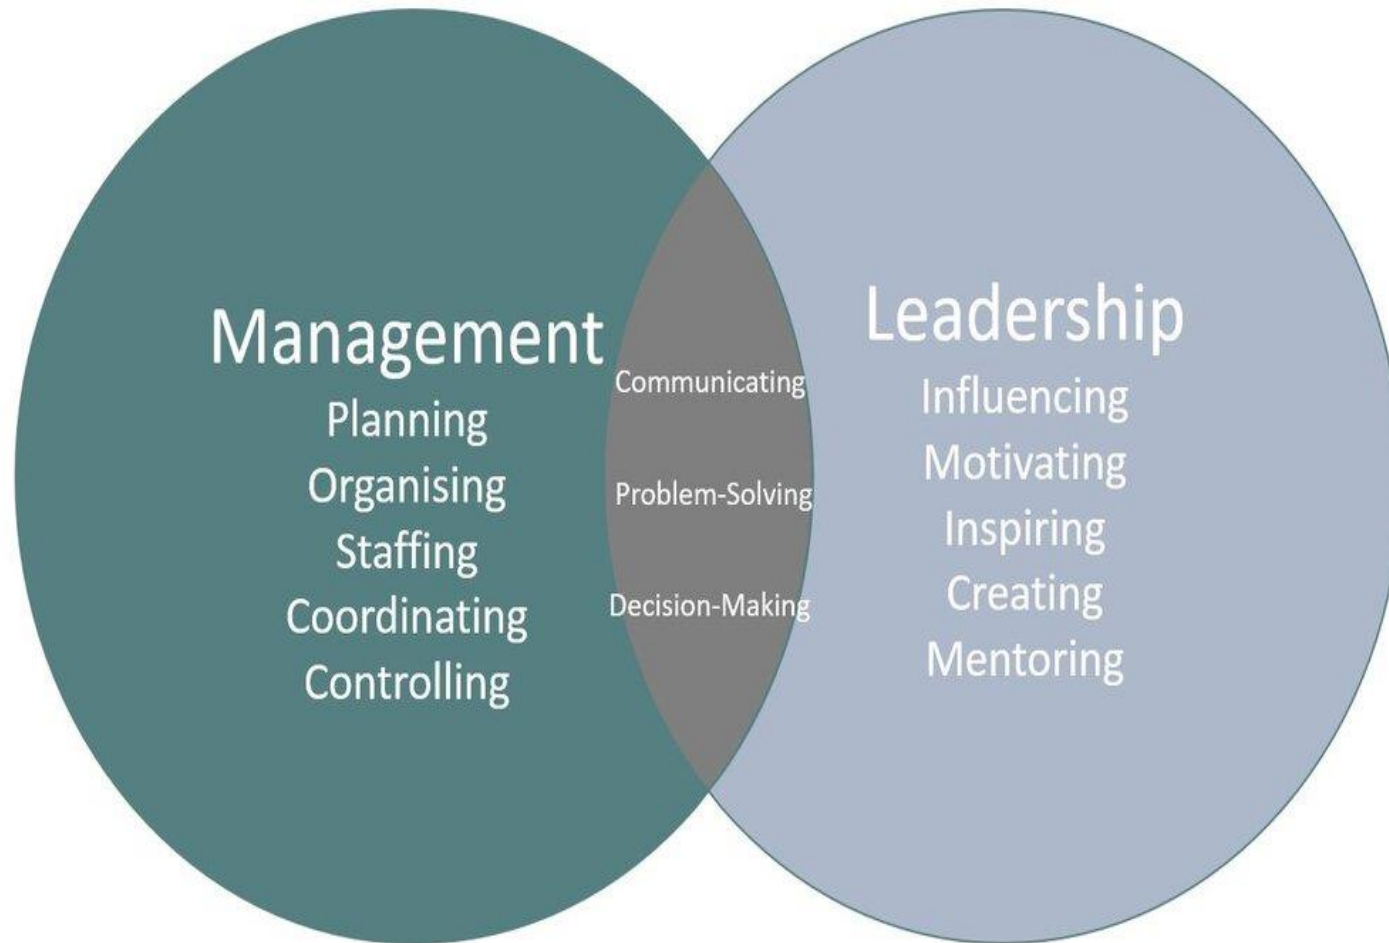 Management
Planning
Organising
Staffing
Coordinating
Controlling
Communicating
Problem-Solving
Decision-Making
Leadership
Influencing
Motivating
Inspiring
Creating
Mentoring